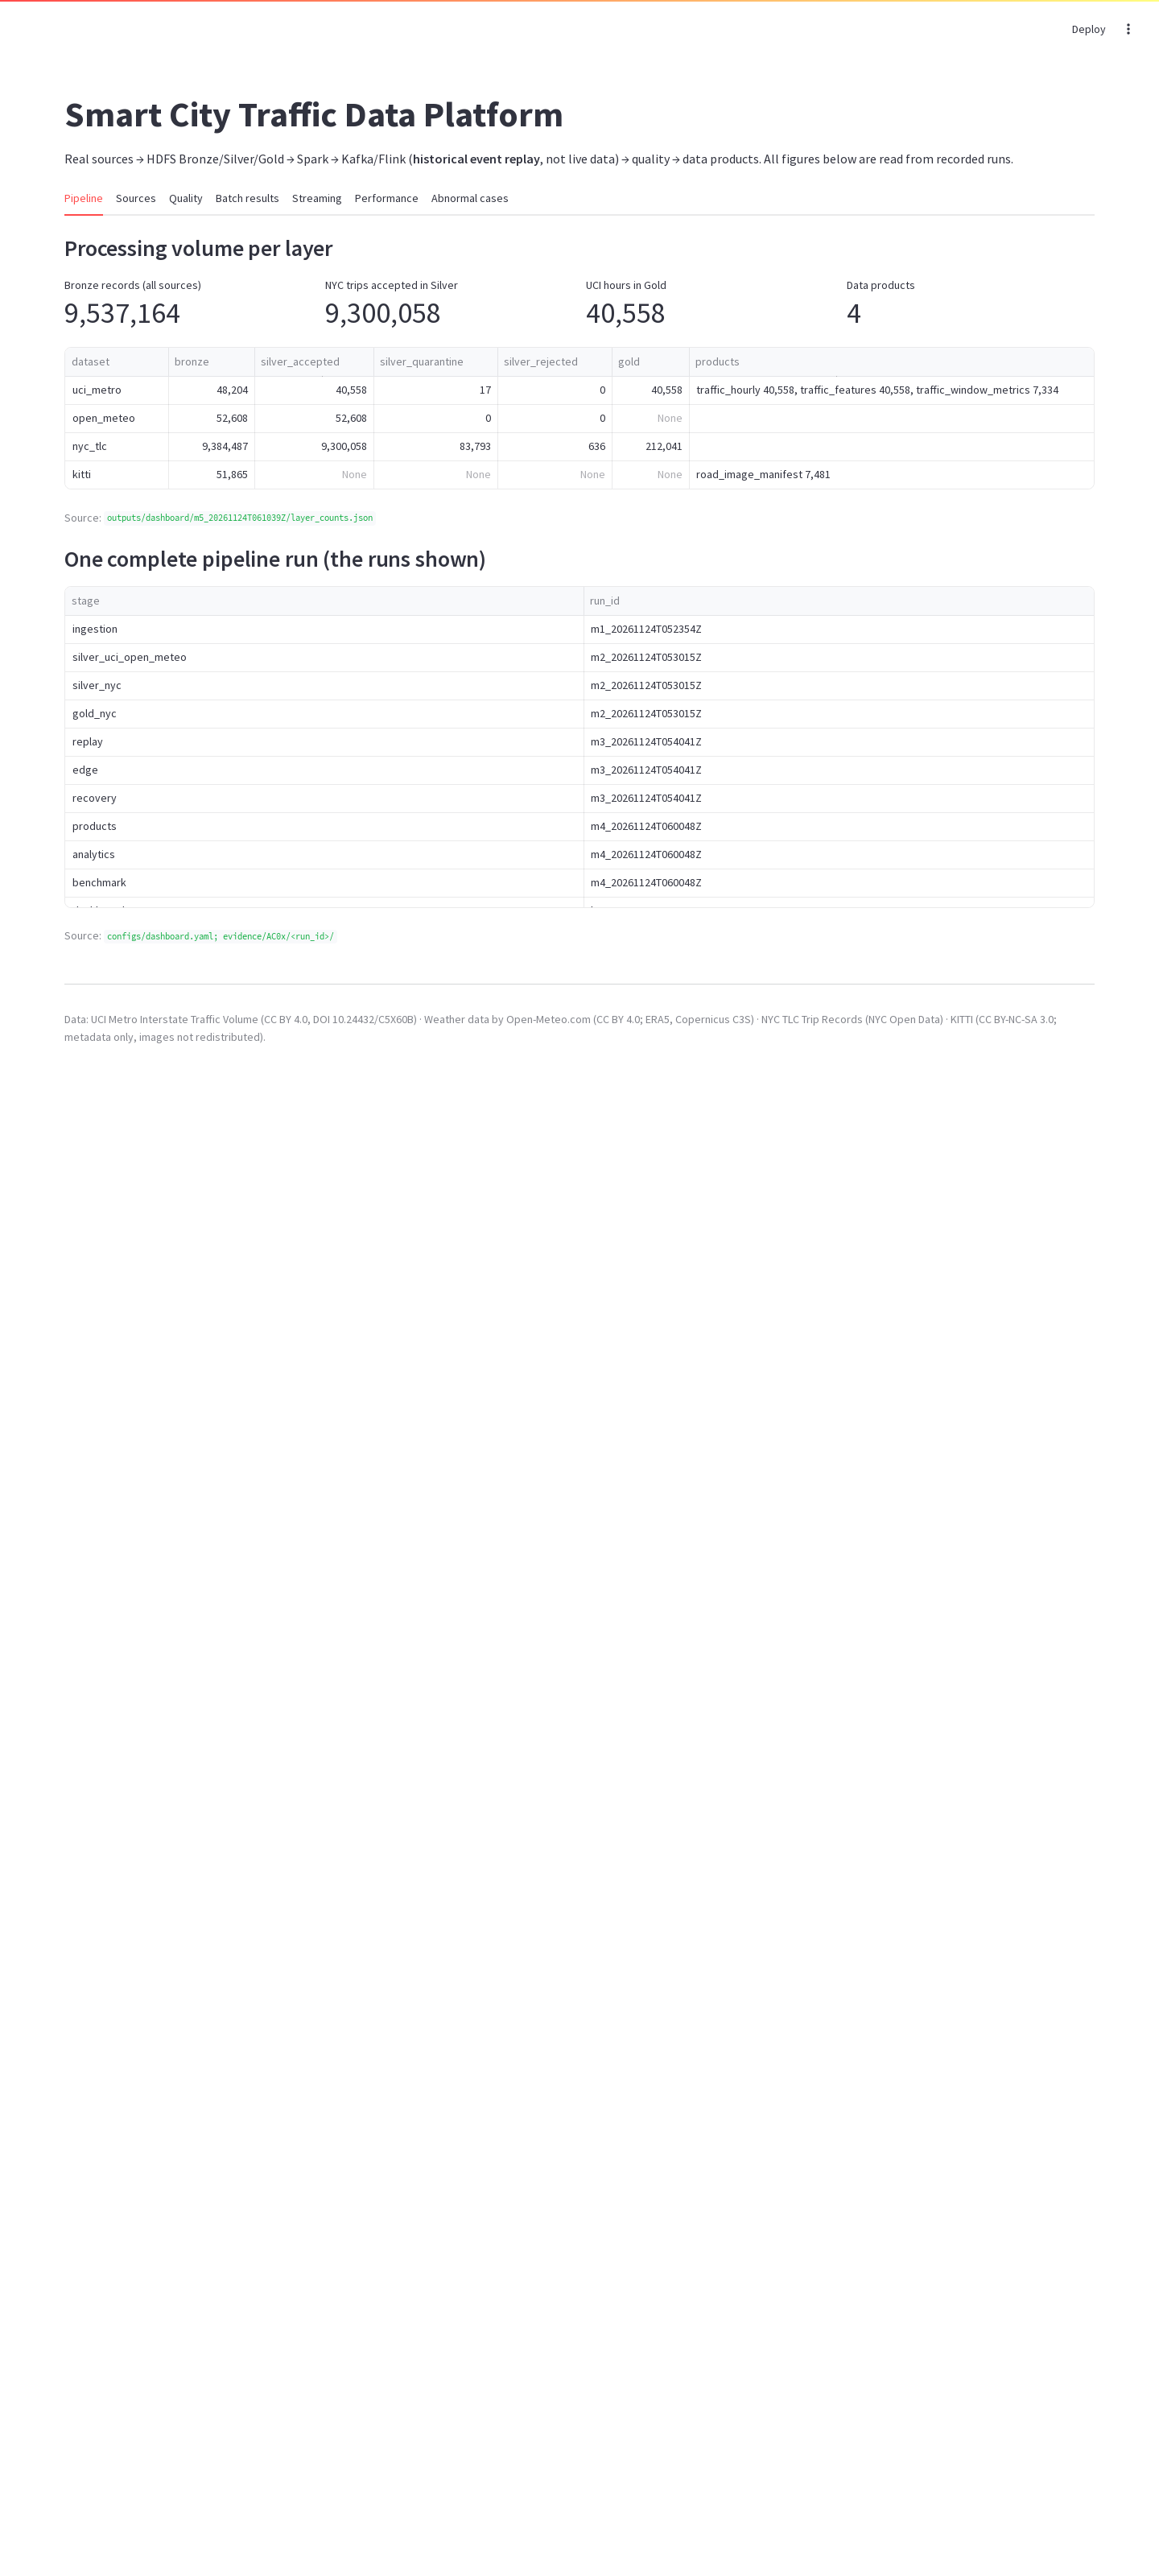 Deploy
Smart City Traffic Data Platform
Real sources → HDFS Bronze/Silver/Gold → Spark → Kafka/Flink (historical event replay, not live data) → quality → data products. All figures below are read from recorded runs.
Pipeline Sources Quality Batch results Streaming Performance Abnormal cases
Processing volume per layer
Bronze records (all sources) NYC trips accepted in Silver UCI hours in Gold Data products
9,537,164 9,300,058 40,558 4
dataset bronze silver_accepted silver_quarantine silver_rejected gold products
uci_metro 48,204 40,558 17 0 40,558 traffic_hourly 40,558, traffic_features 40,558, traffic_window_metrics 7,334
open_meteo 52,608 52,608 0 0 None
nyc_tlc 9,384,487 9,300,058 83,793 636 212,041
kitti 51,865 None None None None road_image_manifest 7,481
Source: outputs/dashboard/m5_20261124T061039Z/layer_counts.json
One complete pipeline run (the runs shown)
stage run_id
ingestion m1_20261124T052354Z
silver_uci_open_meteo m2_20261124T053015Z
silver_nyc m2_20261124T053015Z
gold_nyc m2_20261124T053015Z
replay m3_20261124T054041Z
edge m3_20261124T054041Z
recovery m3_20261124T054041Z
products m4_20261124T060048Z
analytics m4_20261124T060048Z
benchmark m4_20261124T060048Z
Source: configs/dashboard.yaml; evidence/AC0x/<run_id>/
Data: UCI Metro Interstate Traffic Volume (CC BY 4.0, DOI 10.24432/C5X60B) · Weather data by Open-Meteo.com (CC BY 4.0; ERA5, Copernicus C3S) · NYC TLC Trip Records (NYC Open Data) · KITTI (CC BY-NC-SA 3.0;
metadata only, images not redistributed).